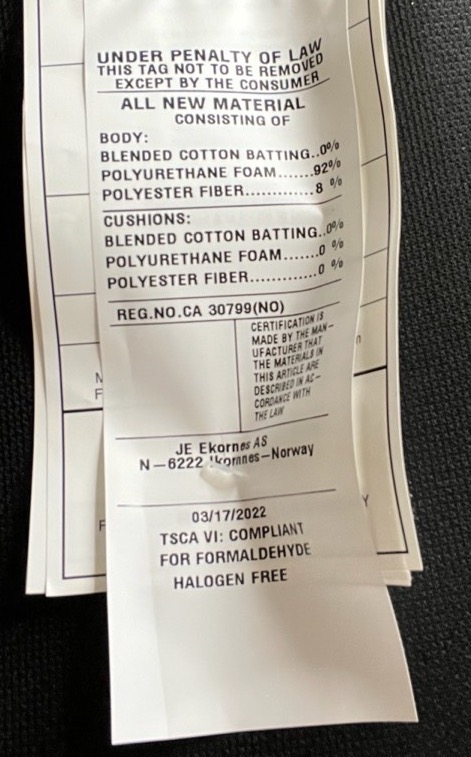 UNDER PENALTY OF LAW
THIS TAG NOT TO BE REMOVED
EXCEPT BY THE CONSUMER
ALL NEW MATERIAL
CONSISTING OF
BODY:
BLENDED COTTON BATTING..0%
POLYURETHANE FOAM.......92%
POLYESTER FIBER.............8 %
CUSHIONS:
BLENDED COTTON BATTING..0%
POLYURETHANE FOAM.......0 %
POLYESTER FIBER.............0 %
REG.NO.CA 30799(NO)
CERTIFICATION IS
MADE BY THE MAN-
UFACTURER THAT
THE MATERIALS IN
THIS ARTICLE ARE
DESCRIBED IN AC-
CORDANCE WITH
THE LAW
JE Ekornes AS
N-6222 Ikornnes-Norway
03/17/2022
TSCA VI: COMPLIANT
FOR FORMALDEHYDE
HALOGEN FREE